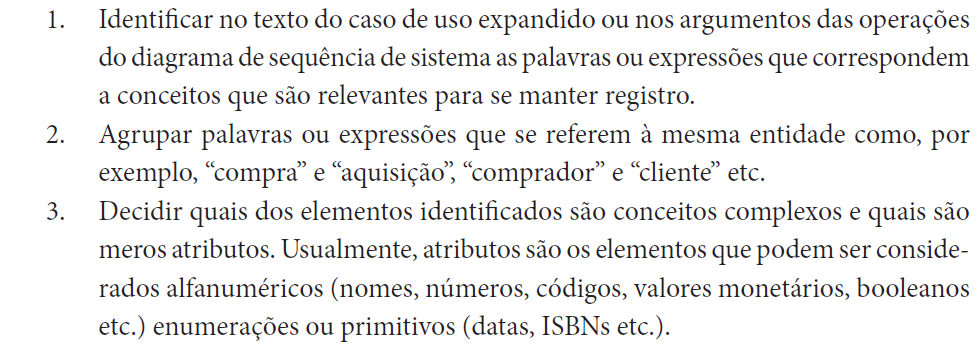 1. Identificar no texto do caso de uso expandido ou nos argumentos das operações
do diagrama de sequência de sistema as palavras ou expressões que correspondem
a conceitos que são relevantes para se manter registro.
2. Agrupar palavras ou expressões que se referem à mesma entidade como, por
exemplo, “compra” e “aquisição”, “comprador” e “cliente” etc.
3. Decidir quais dos elementos identificados são conceitos complexos e quais são
meros atributos. Usualmente, atributos são os elementos que podem ser conside-
rados alfanuméricos (nomes, números, códigos, valores monetários, booleanos
etc.) enumerações ou primitivos (datas, ISBNs etc.).